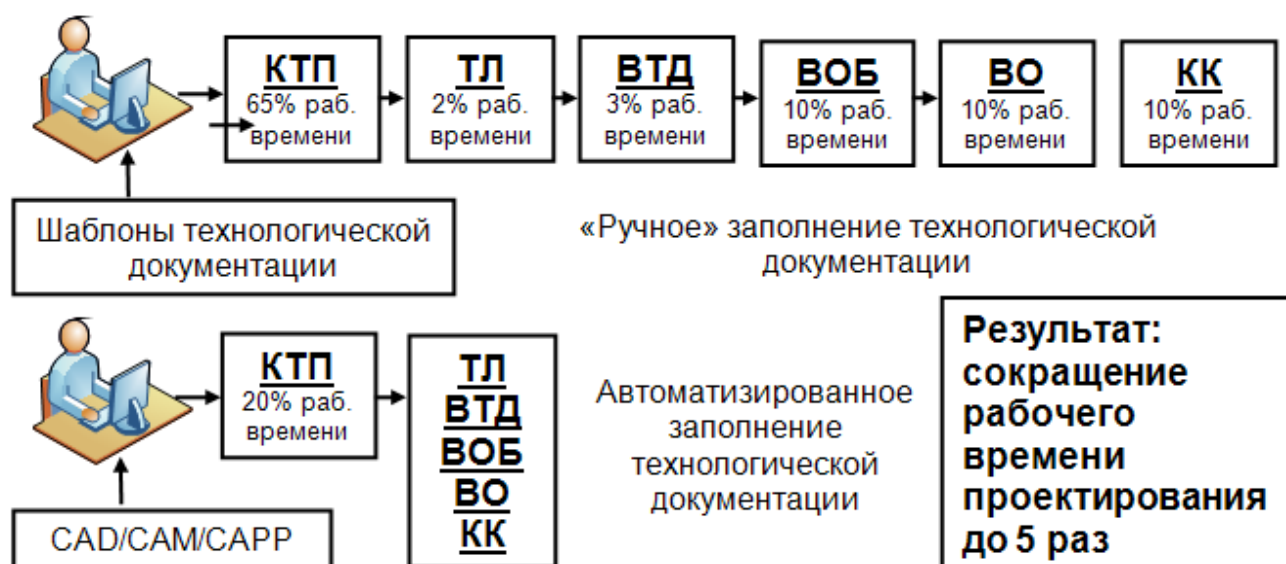 КТП
65% раб.
времени
ТЛ
2% раб.
времени
ВТД
3% раб.
времени
ВОБ
10% раб.
времени
ВО
10% раб.
времени
КК
10% раб.
времени
Шаблоны технологической
документации
«Ручное» заполнение технологической
документации
КТП
20% раб.
времени
ТЛ
ВТД
ВОБ
ВО
КК
Автоматизированное
заполнение
технологической
документации
Результат:
сокращение
рабочего
времени
проектирования
до 5 раз
CAD/CAM/CAPP